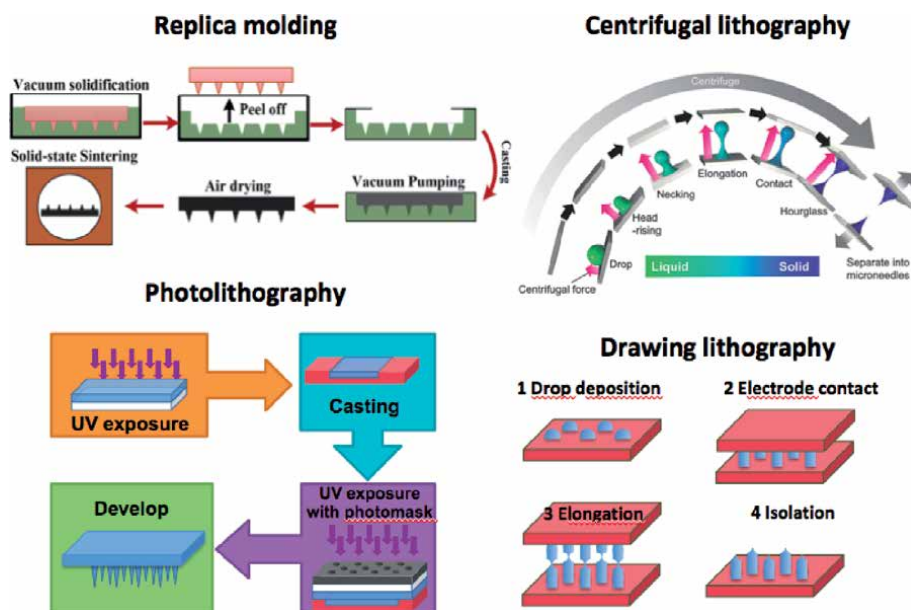 Replica molding
Vacuum solidification
Peel off
Casting
Solid-state Sintering
Air drying
Vacuum Pumping
Centrifugal lithography
Centrifuge
Drop
Head
-rising
Necking
Elongation
Contact
Hourglass
Separate into
microneedles
Centrifugal force
Liquid
Solid
Photolithography
UV exposure
Casting
UV exposure
with photomask
Develop
Drawing lithography
1 Drop deposition
2 Electrode contact
3 Elongation
4 Isolation